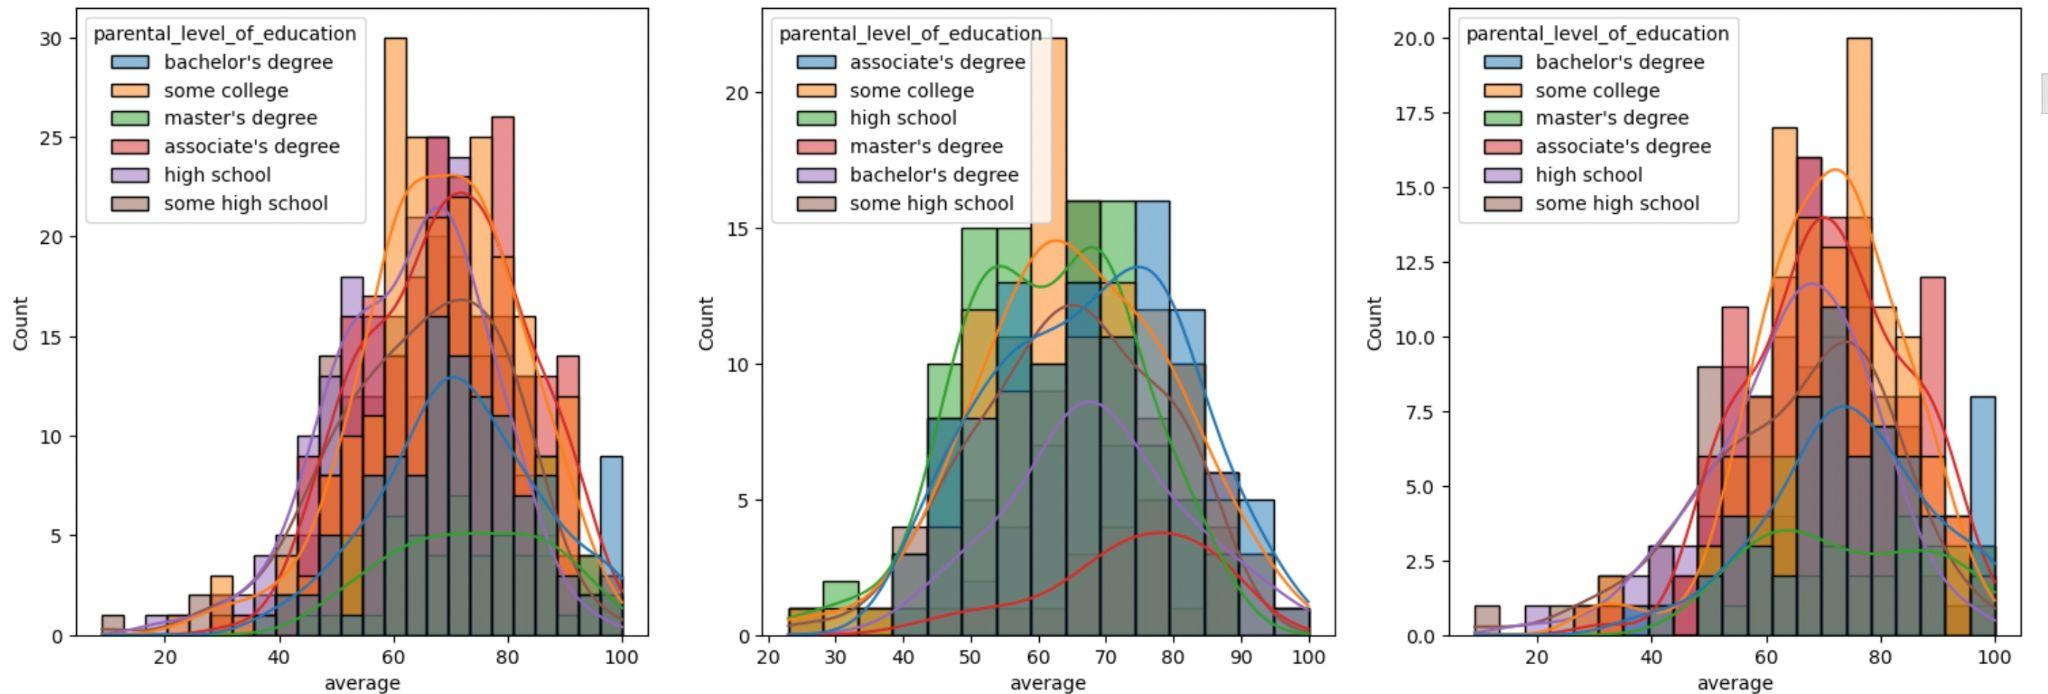 parental_level_of_education
bachelor's degree
some college
master's degree
associate's degree
high school
some high school
30
25
20
15
10
5
0
Count
20
40
60
80
100
average
parental_level_of_education
associate's degree
some college
high school
master's degree
bachelor's degree
some high school
20
15
10
5
0
Count
20
30
40
50
60
70
80
90
100
average
parental_level_of_education
bachelor's degree
some college
master's degree
associate's degree
high school
some high school
20.0
17.5
15.0
12.5
10.0
7.5
5.0
2.5
0.0
Count
20
40
60
80
100
average